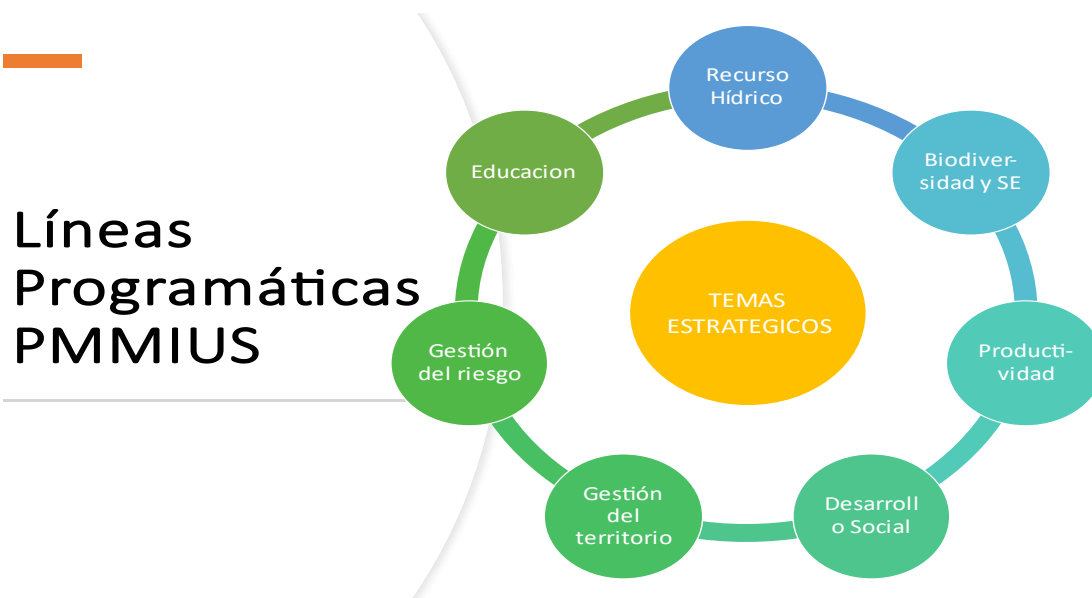 Líneas
Programáticas
PMMIUS
Recurso
Hídrico
Biodiver-
sidad y SE
Producti-
vidad
Desarroll
o Social
Gestión
del
territorio
Gestión
del riesgo
Educacion
TEMAS
ESTRATEGICOS